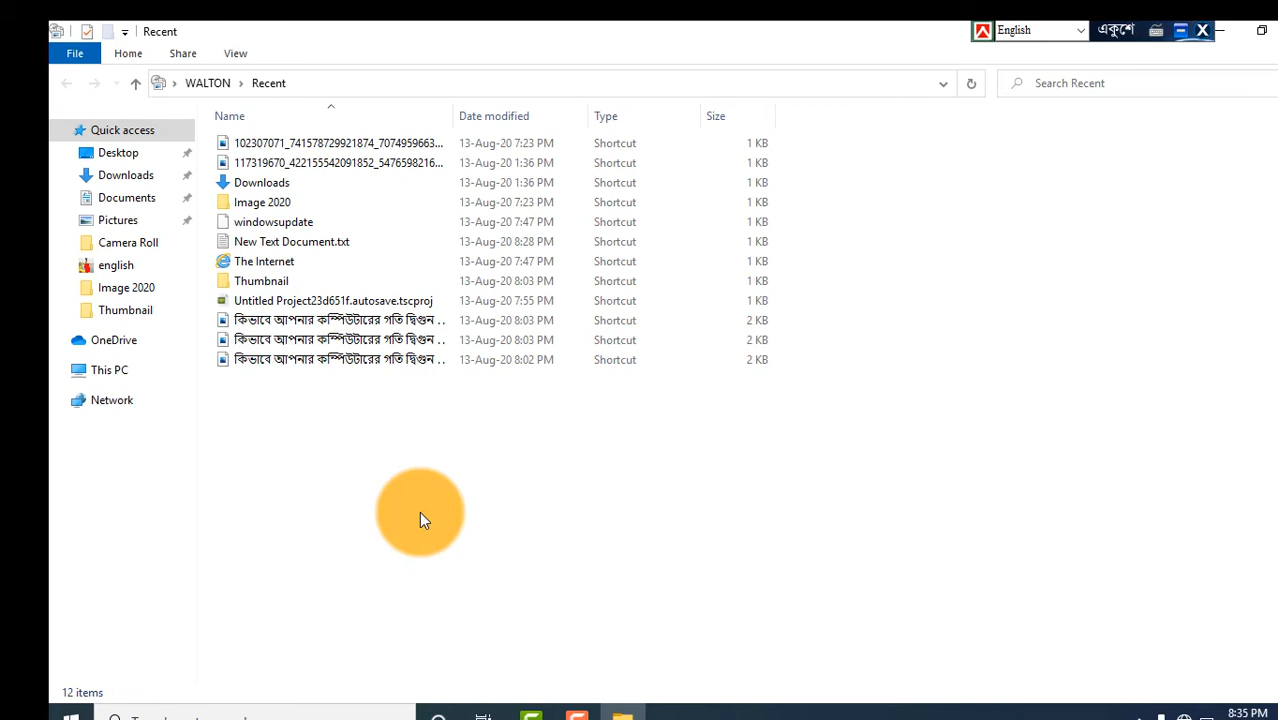 Recent
English
একুশে
File Home Share View
WALTON Recent
Search Recent
Name Date modified Type Size
Quick access
Desktop
Downloads
Documents
Pictures
Camera Roll
english
Image 2020
Thumbnail
OneDrive
This PC
Network
102307071_741578729921874_7074959663... 13-Aug-20 7:23 PM Shortcut 1 KB
117319670_422155542091852_5476598216... 13-Aug-20 1:36 PM Shortcut 1 KB
Downloads 13-Aug-20 1:36 PM Shortcut 1 KB
Image 2020 13-Aug-20 7:23 PM Shortcut 1 KB
windowsupdate 13-Aug-20 7:47 PM Shortcut 1 KB
New Text Document.txt 13-Aug-20 8:28 PM Shortcut 1 KB
The Internet 13-Aug-20 7:47 PM Shortcut 1 KB
Thumbnail 13-Aug-20 8:03 PM Shortcut 1 KB
Untitled Project23d651f.autosave.tscproj 13-Aug-20 7:55 PM Shortcut 1 KB
কিভাবে আপনার কম্পিউটারের গতি দ্বিগুন .. 13-Aug-20 8:03 PM Shortcut 2 KB
কিভাবে আপনার কম্পিউটারের গতি দ্বিগুন .. 13-Aug-20 8:03 PM Shortcut 2 KB
কিভাবে আপনার কম্পিউটারের গতি দ্বিগুন .. 13-Aug-20 8:02 PM Shortcut 2 KB
12 items
8:35 PM